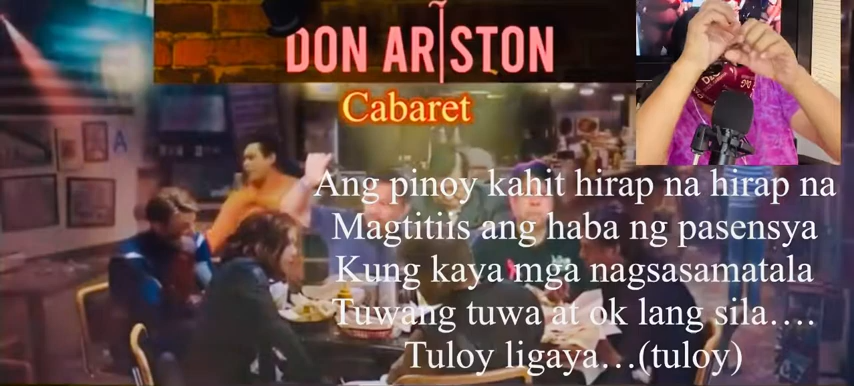 DON ARĩSTON
Cabaret
A
Ang pinoy kahit hirap na hirap na
Magtitiis ang haba ng pasensya
Kung kaya mga nagsasamatala
Tuwang tuwa at ok lang sila….
Tuloy ligaya…(tuloy)